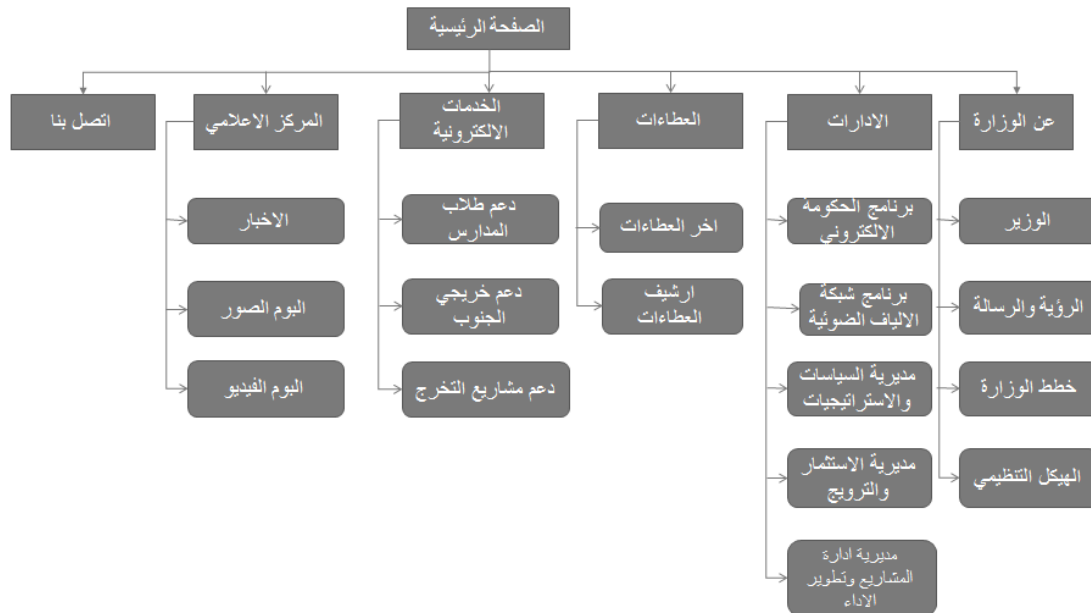 الصفحة الرئيسية
عن الوزارة
الوزير
الرؤية والرسالة
خطط الوزارة
الهيكل التنظيمي
الادارات
برنامج الحكومة
الالكتروني
برنامج شبكة
الالياف الضوئية
مديرية السياسات
والاستراتيجيات
مديرية الاستثمار
والترويج
مديرية ادارة
المشاريع وتطوير
الاداء
العطاءات
اخر العطاءات
ارشيف
العطاءات
الخدمات
الالكترونية
دعم طلاب
المدارس
دعم خريجي
الجنوب
دعم مشاريع التخرج
المركز الاعلامي
الاخبار
البوم الصور
البوم الفيديو
اتصل بنا